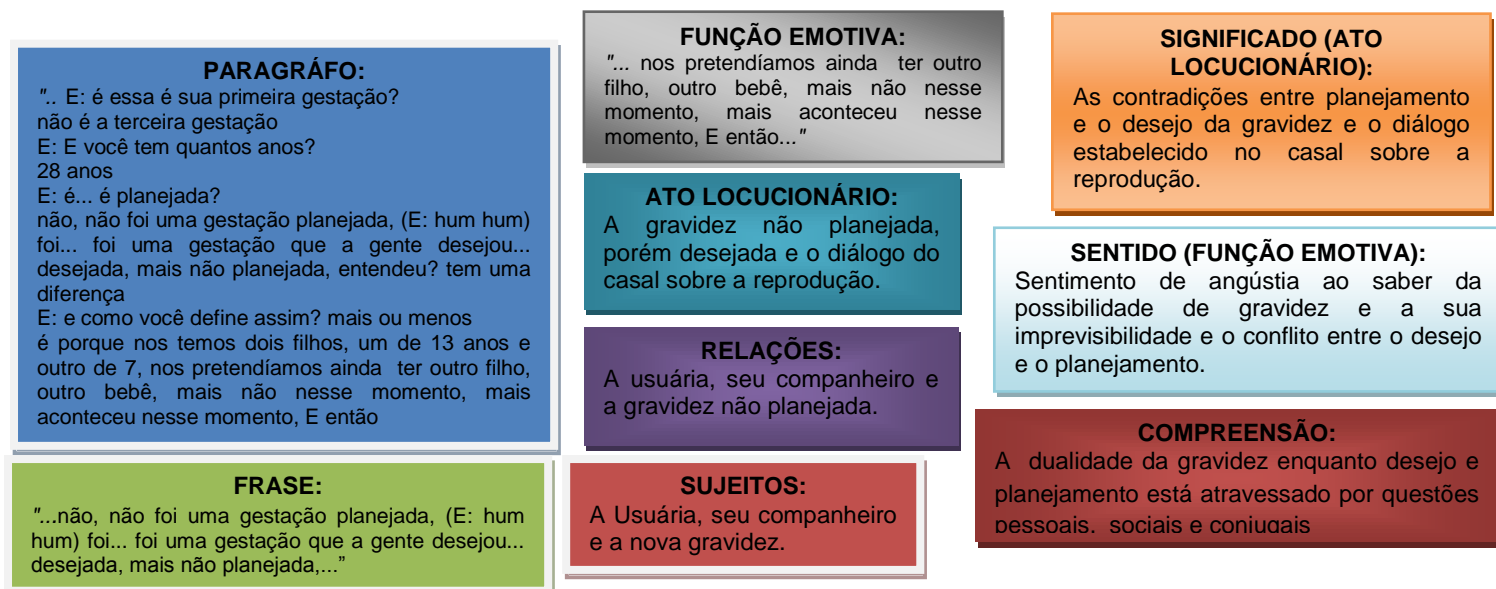 PARAGRÁFO:
".. E: é essa é sua primeira gestação?
não é a terceira gestação
E: E você tem quantos anos?
28 anos
E: é... é planejada?
não, não foi uma gestação planejada, (E: hum hum)
foi... foi uma gestação que a gente desejou...
desejada, mais não planejada, entendeu? tem uma
diferença
E: e como você define assim? mais ou menos
é porque nos temos dois filhos, um de 13 anos e
outro de 7, nos pretendíamos ainda ter outro filho,
outro bebê, mais não nesse momento, mais
aconteceu nesse momento, E então
FRASE:
"...não, não foi uma gestação planejada, (E: hum
hum) foi... foi uma gestação que a gente desejou...
desejada, mais não planejada,...”
FUNÇÃO EMOTIVA:
"... nos pretendíamos ainda ter outro
filho, outro bebê, mais não nesse
momento, mais aconteceu nesse
momento, E então..."
ATO LOCUCIONÁRIO:
A gravidez não planejada,
porém desejada e o diálogo do
casal sobre a reprodução.
RELAÇÕES:
A usuária, seu companheiro e
a gravidez não planejada.
SUJEITOS:
A Usuária, seu companheiro
e a nova gravidez.
SIGNIFICADO (ATO
LOCUCIONÁRIO):
As contradições entre planejamento
e o desejo da gravidez e o diálogo
estabelecido no casal sobre a
reprodução.
SENTIDO (FUNÇÃO EMOTIVA):
Sentimento de angústia ao saber da
possibilidade de gravidez e a sua
imprevisibilidade e o conflito entre o desejo
e o planejamento.
COMPREENSÃO:
A dualidade da gravidez enquanto desejo e
planejamento está atravessado por questões
pessoais, sociais e conjugais